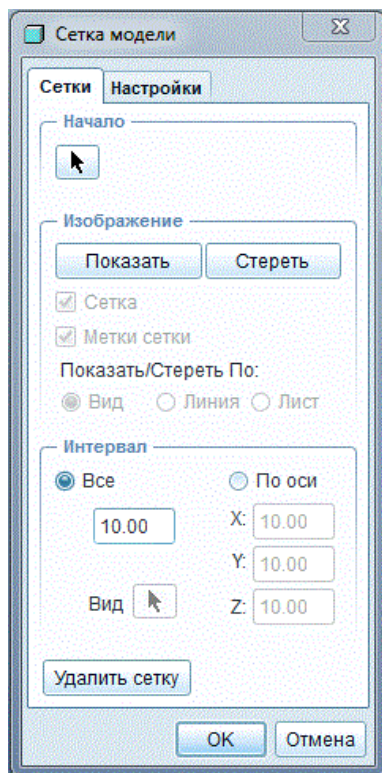 Сетка модели
Сетки Настройки
Начало
Изображение
Показать Стереть
Сетка
Метки сетки
Показать/Стереть По:
Вид Линия Лист
Интервал
Все По оси
10.00 X: 10.00
Y: 10.00
Вид Z: 10.00
Удалить сетку
OK Отмена